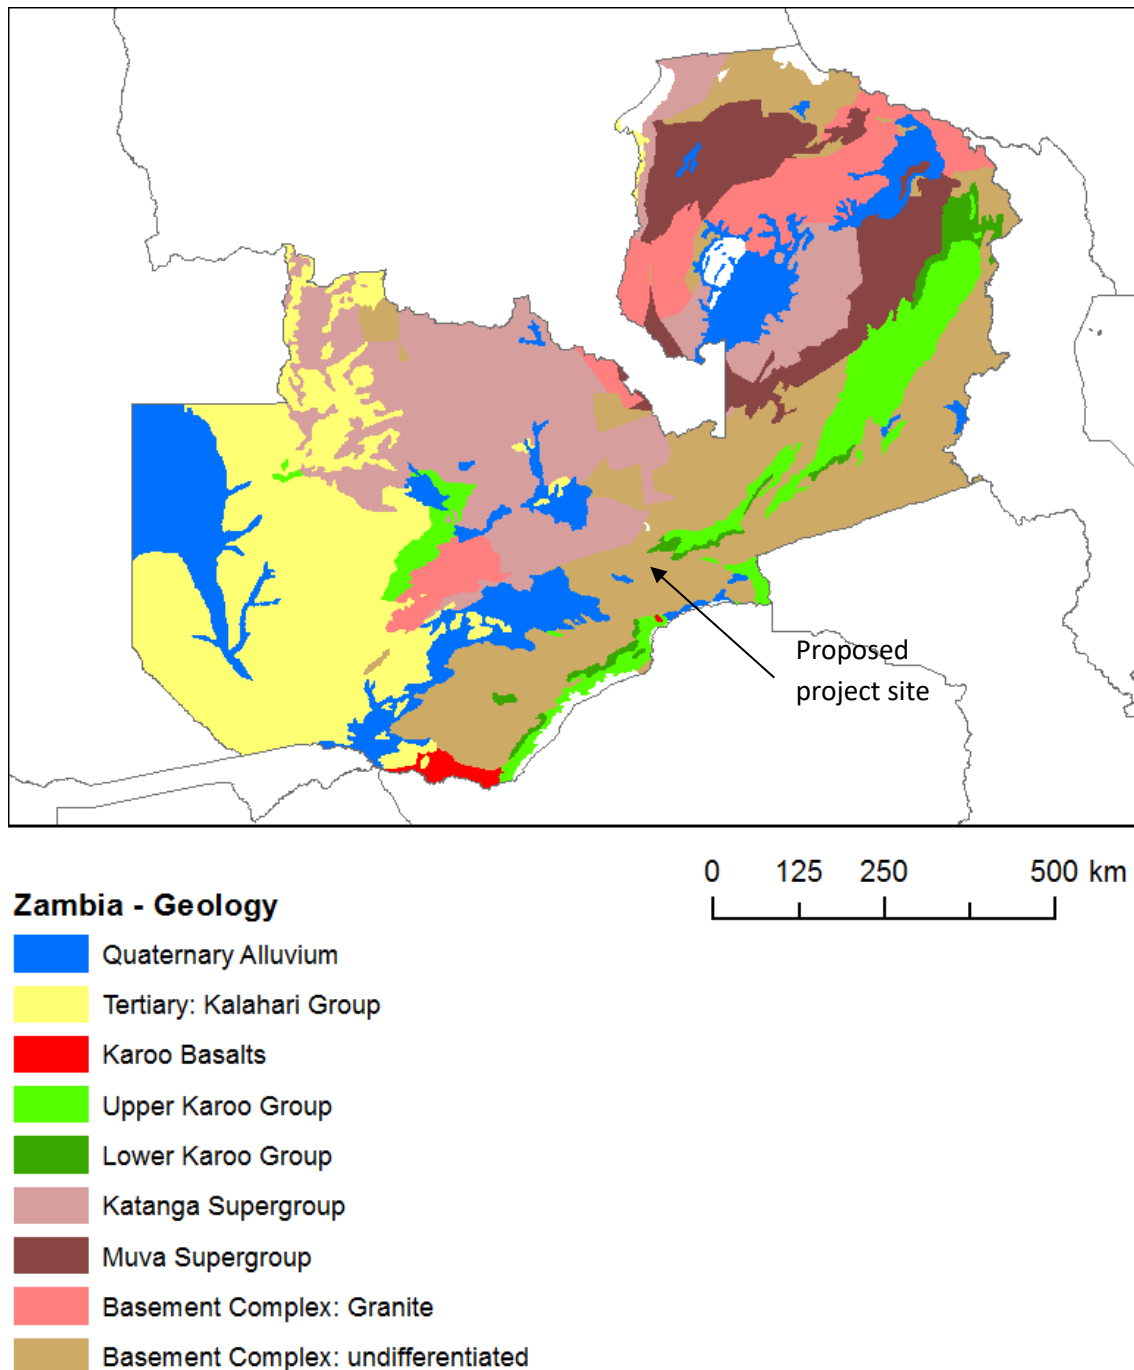 Proposed
project site
0 125 250 500 km
Zambia - Geology
Quaternary Alluvium
Tertiary: Kalahari Group
Karoo Basalts
Upper Karoo Group
Lower Karoo Group
Katanga Supergroup
Muva Supergroup
Basement Complex: Granite
Basement Complex: undifferentiated